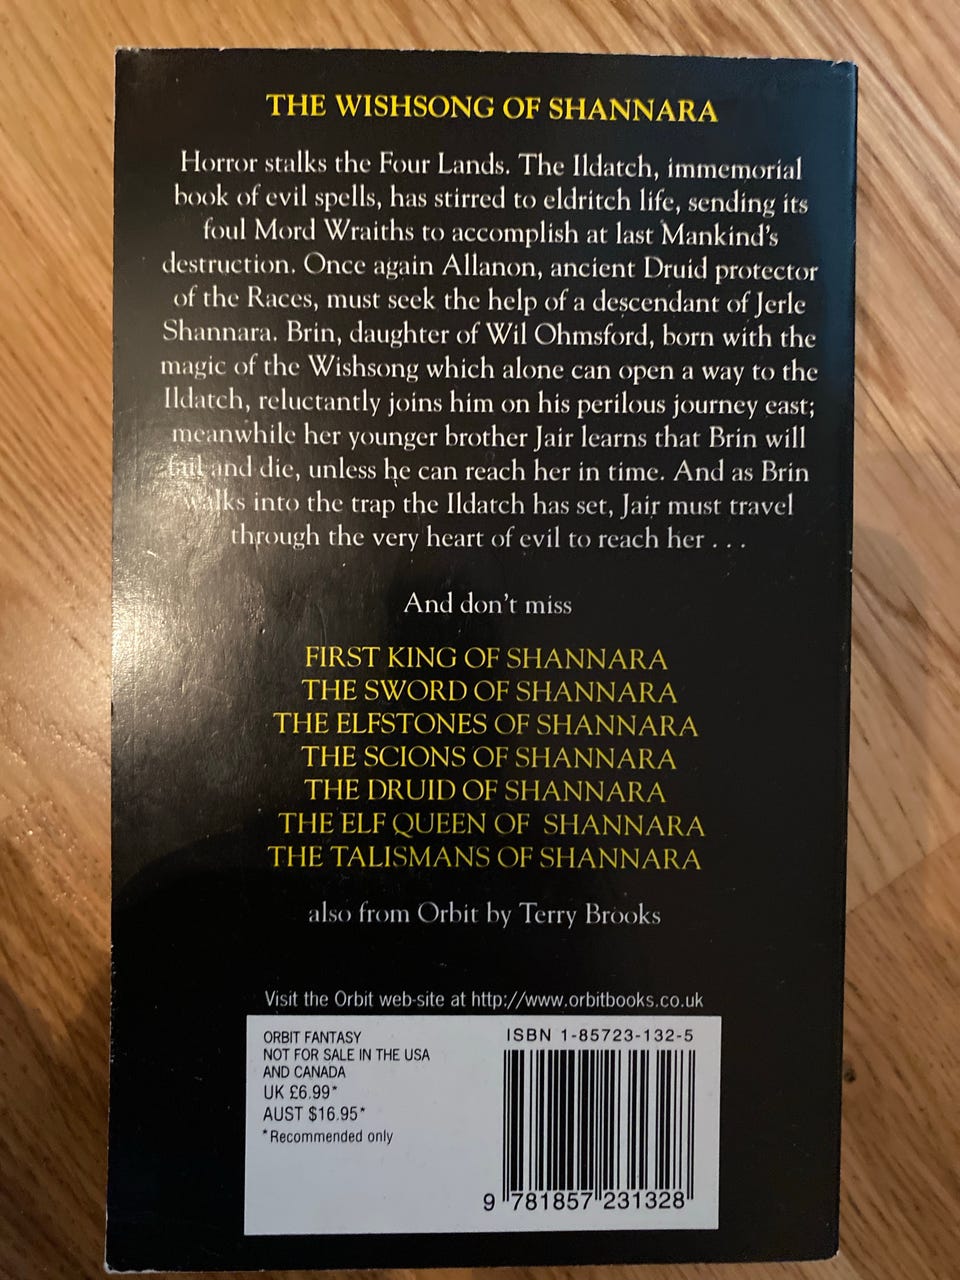 THE WISHSONG OF SHANNARA
Horror stalks the Four Lands. The Ildatch, immemorial
book of evil spells, has stirred to eldritch life, sending its
foul Mord Wraiths to accomplish at last Mankind's
destruction. Once again Allanon, ancient Druid protector
of the Races, must seek the help of a descendant of Jerle
Shannara. Brin, daughter of Wil Ohmsford, born with the
magic of the Wishsong which alone can open a way to the
Ildatch, reluctantly joins him on his perilous journey east;
meanwhile her younger brother Jair learns that Brin will
fail and die, unless he can reach her in time. And as Brin
walks into the trap the Ildatch has set, Jair must travel
through the very heart of evil to reach her . . .
And don't miss
FIRST KING OF SHANNARA
THE SWORD OF SHANNARA
THE ELFSTONES OF SHANNARA
THE SCIONS OF SHANNARA
THE DRUID OF SHANNARA
THE ELF QUEEN OF SHANNARA
THE TALISMANS OF SHANNARA
also from Orbit by Terry Brooks
Visit the Orbit web-site at http://www.orbitbooks.co.uk
ORBIT FANTASY
NOT FOR SALE IN THE USA
AND CANADA
UK £6.99*
AUST $16.95*
*Recommended only
ISBN 1-85723-132-5
9 781857 231328